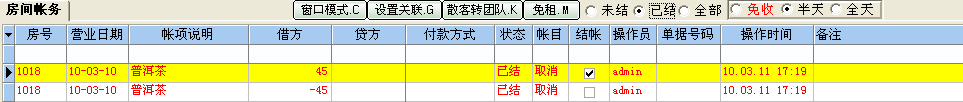 房间帐务 窗口模式.C 设置关联.G 散客转团队.K 免租.M 未结 已结 全部 免收 半天 全天
房号 营业日期 帐项说明 借方 贷方 付款方式 状态 帐目 结帐 操作员 单据号码 操作时间 备注
1018 10-03-10 普洱茶 45 已结 取消 admin 10.03.11 17:19
1018 10-03-10 普洱茶 -45 已结 取消 admin 10.03.11 17:19